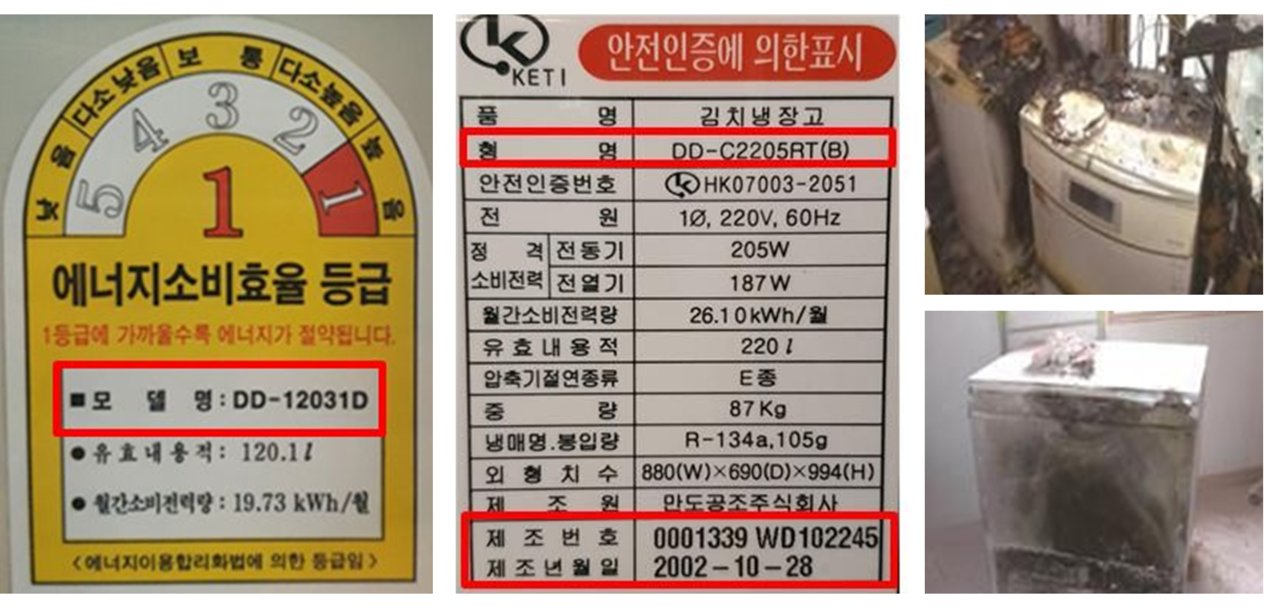 낮음 다소낮음 보통 다소높음 높음
5 4 3 2 1
1
에너지소비효율 등급
1등급에 가까울수록 에너지가 절약됩니다.
■모 델 명 : DD-12031D
●유효내용적 : 120.1ℓ
●월간소비전력량 : 19.73 kWh/월
<에너지이용합리화법에 의한 등급임>
KETI
안전인증에 의한표시
품 명 김치냉장고
형 명 DD-C2205RT(B)
안전인증번호 HK07003-2051
전 원 1Ø, 220V, 60Hz
정 격 소비전력 전동기 205W
전열기 187W
월간소비전력량 26.10kWh/월
유효내용적 220ℓ
압축기절연종류 E종
중 량 87Kg
냉매명.봉입량 R-134a,105g
외형치수 880(W)×690(D)×994(H)
제 조 원 만도공조주식회사
제조번호 0001339 WD102245
제조년월일 2002-10-28